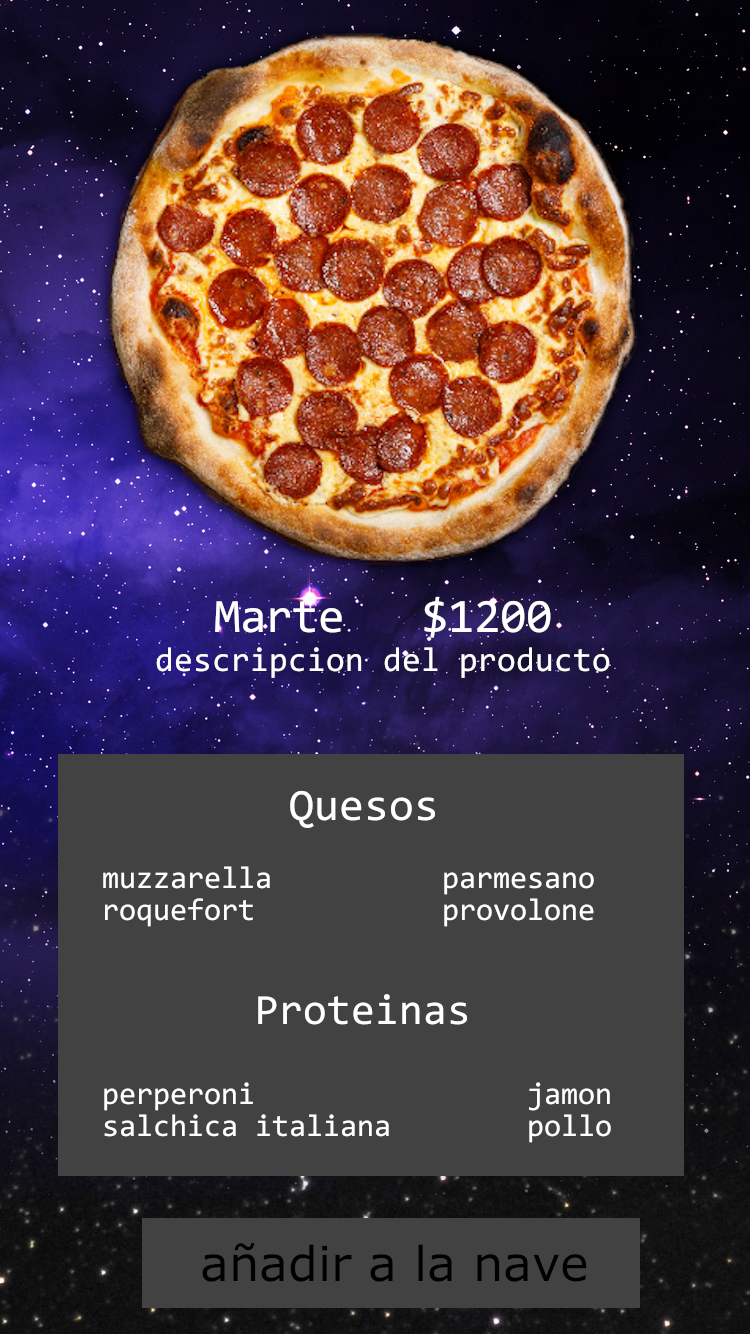 Marte $1200
descripcion del producto
Quesos
muzzarella parmesano
roquefort provolone
Proteinas
perperoni jamon
salchica italiana pollo
añadir a la nave